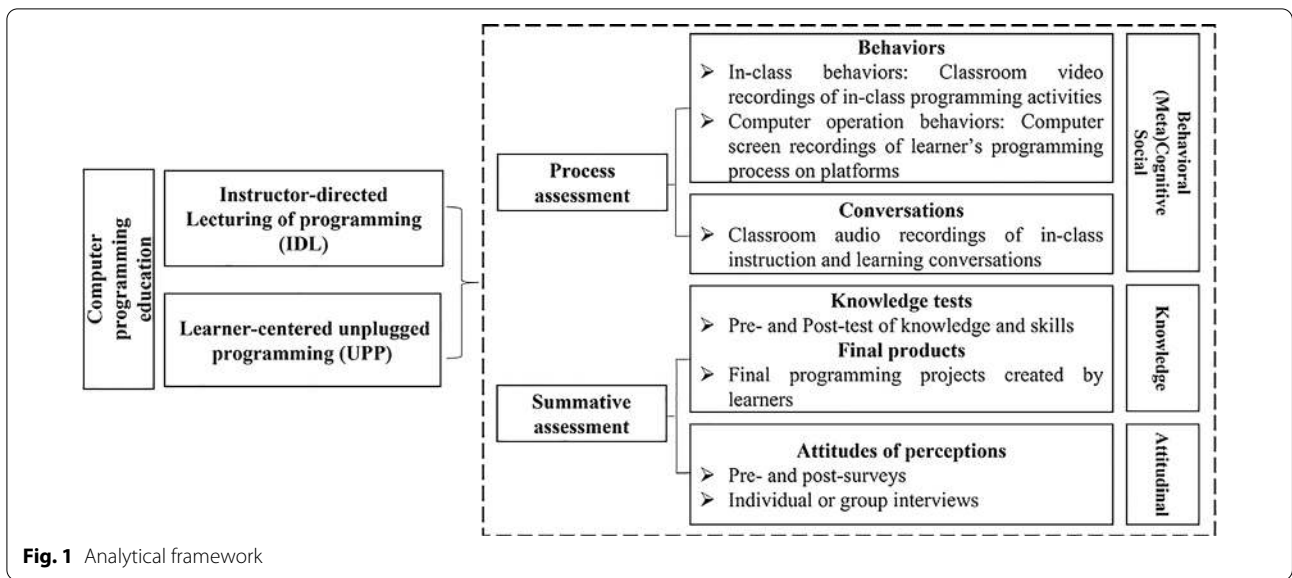 Computer
programming
education
Instructor-directed
Lecturing of programming
(IDL)
Learner-centered unplugged
programming (UPP)
Process
assessment
Behaviors
➢ In-class behaviors: Classroom video
recordings of in-class programming activities
➢ Computer operation behaviors: Computer
screen recordings of learner's programming
process on platforms
Conversations
➢ Classroom audio recordings of in-class
instruction and learning conversations
Behavioral
(Meta)Cognitive
Social
Summative
assessment
Knowledge tests
➢ Pre- and Post-test of knowledge and skills
Final products
➢ Final programming projects created by
learners
Knowledge
Attitudes of perceptions
➢ Pre- and post-surveys
➢ Individual or group interviews
Attitudinal
Fig. 1 Analytical framework